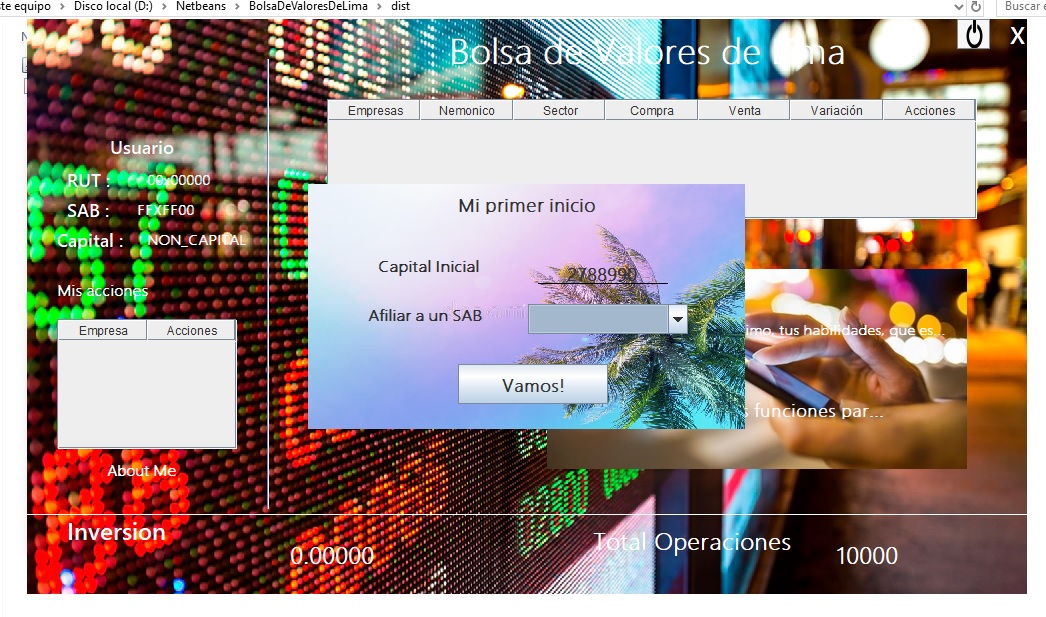 te equipo > Disco local (D:) > Netbeans > BolsaDeValoresDeLima > dist
Buscar e
X
Bolsa de Valores de Lima
Empresas Nemonico Sector Compra Venta Variación Acciones
Usuario
RUT : 00x00000
SAB : FFXFF00
Capital : NON_CAPITAL
Mis acciones
Empresa Acciones
About Me
Mi primer inicio
Capital Inicial 2788990
Afiliar a un SAB
Vamos!
imo, tus habilidades, que es...
s funciones par...
Inversion
0.00000
Total Operaciones
10000